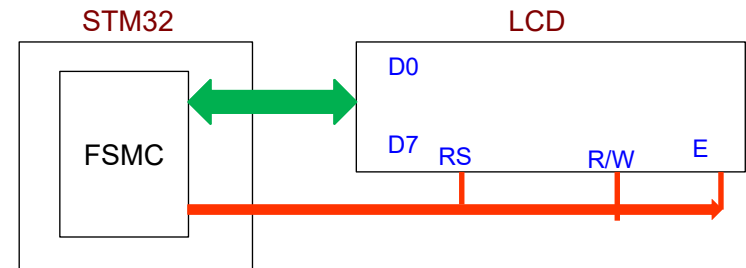 STM32
LCD
FSMC
D0
D7
RS
R/W
E